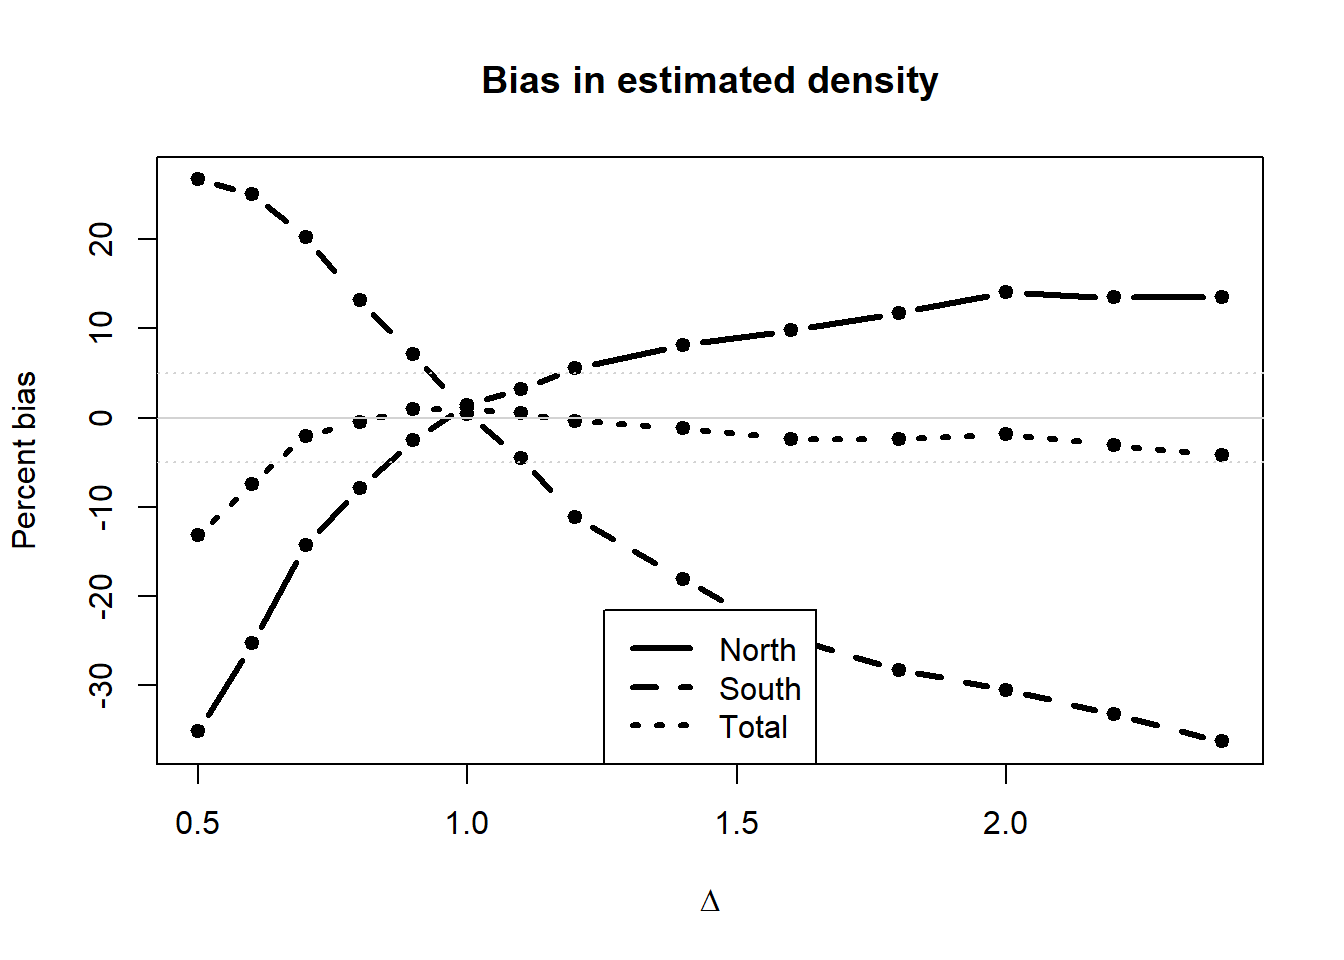 Bias in estimated density
Percent bias
20
10
0
-10
-20
-30
North
South
Total
0.5 1.0 1.5 2.0
Δ